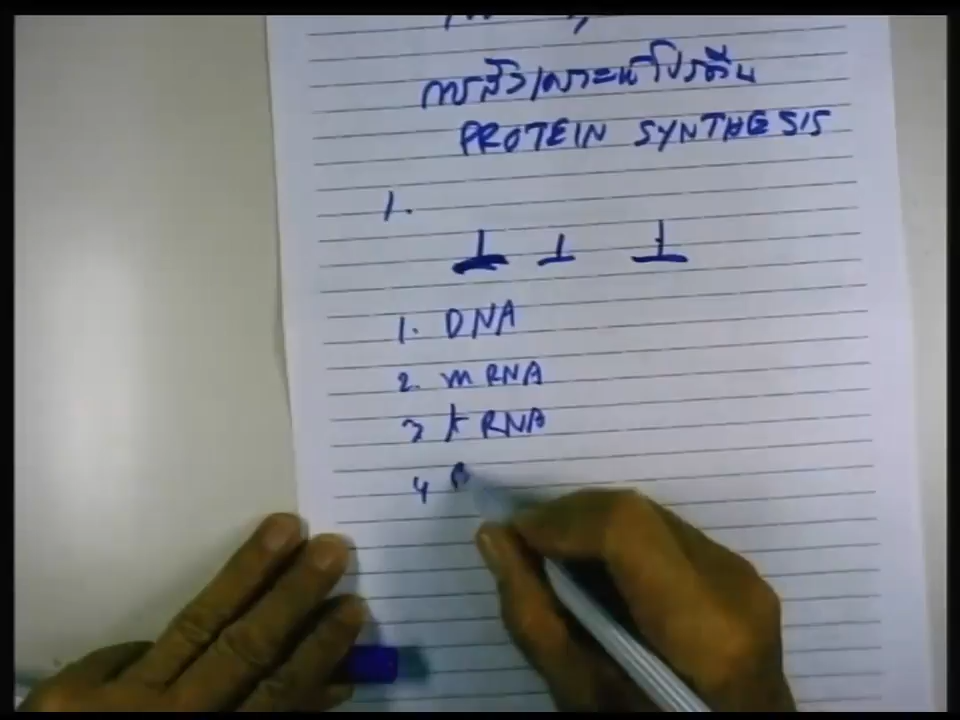 การสังเคราะห์โปรตีน
PROTEIN SYNTHESIS
1.
1. DNA
2. mRNA
3 tRNA
4